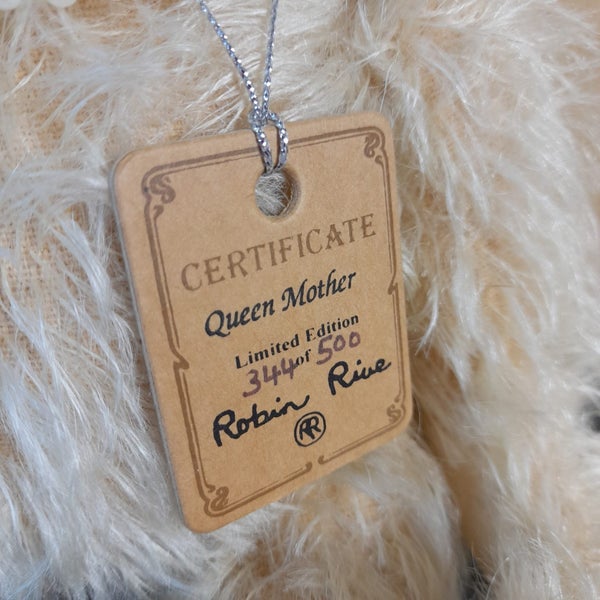 CERTIFICATE
Queen Mother
Limited Edition
344 of 500
Robin Rive
RR